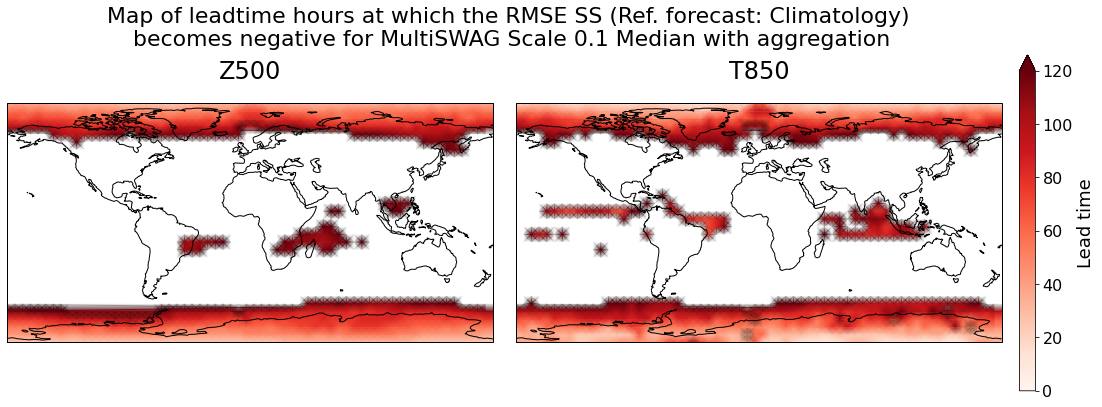 Map of leadtime hours at which the RMSE SS (Ref. forecast: Climatology)
becomes negative for MultiSWAG Scale 0.1 Median with aggregation
Z500
T850
120
100
80
60
40
20
0
Lead time